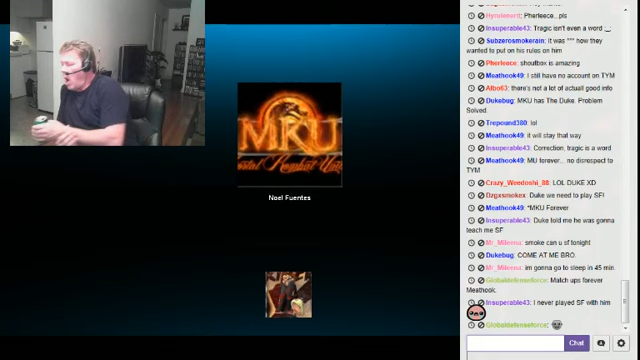 MKU
Noel Fuentes
Hyrulenerd: Pherleece..pls
Insuperable43: Tragic isn't even a word ;_;
Subzerosmokerain: it was *** how they
wanted to put on his rules on him
Pherleece: shoutbox is amazing
Meathook49: I still have no account on TYM
Albo63: there's not a lot of actuall good info
Dukebug: MKU has The Duke. Problem
Solved.
Trepound380: lol
Meathook49: it will stay that way
Insuperable43: Correction, tragic is a word
Meathook49: MU forever... no disrespect to
TYM
Crazy_Weedoshi_88: LOL DUKE XD
Dzgxsmokex: Duke we need to play SF!
Meathook49: *MKU Forever
Insuperable43: Duke told me he was gonna
teach me SF
Mr_Mileena: smoke can u sf tonight
Dukebug: COME AT ME BRO.
Mr_Mileena: im gonna go to sleep in 45 min
Globaldefenseforce: Match ups forever
Meathook.
Insuperable43: I never played SF with him
Globaldefenseforce:
Chat